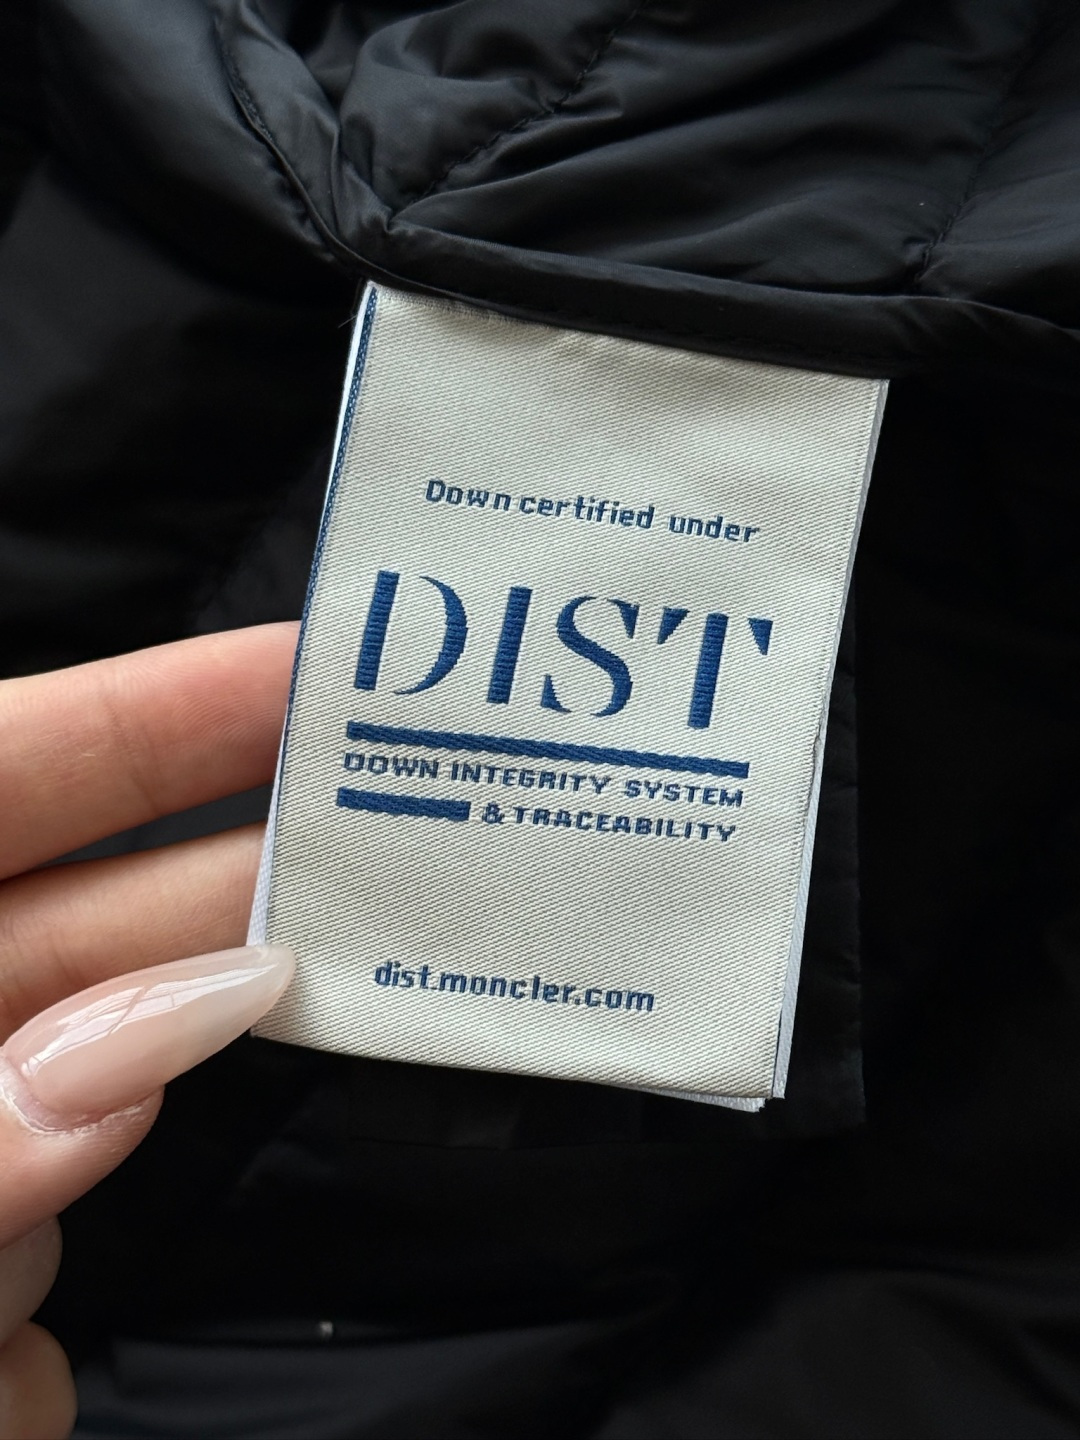 Down certified under
DIST
DOWN INTEGRITY SYSTEM
& TRACEABILITY
dist.moncler.com